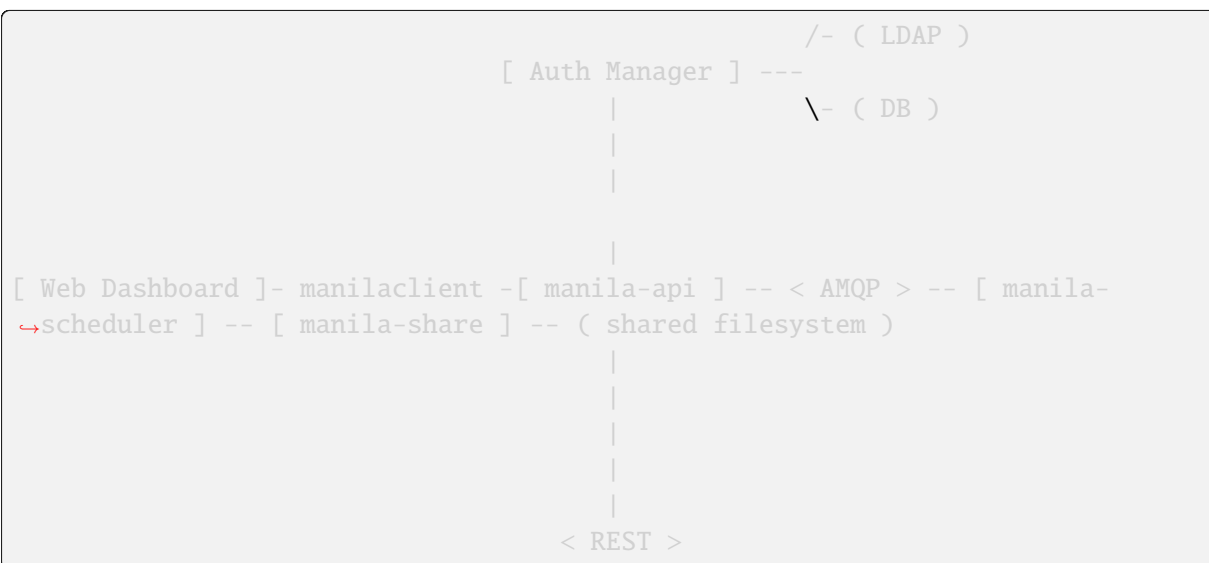 /- ( LDAP )
[ Auth Manager ] ---
| \- ( DB )
|
|
|
[ Web Dashboard ]- manilaclient -[ manila-api ] -- < AMQP > -- [ manila-
↪scheduler ] -- [ manila-share ] -- ( shared filesystem )
|
|
|
|
|
< REST >